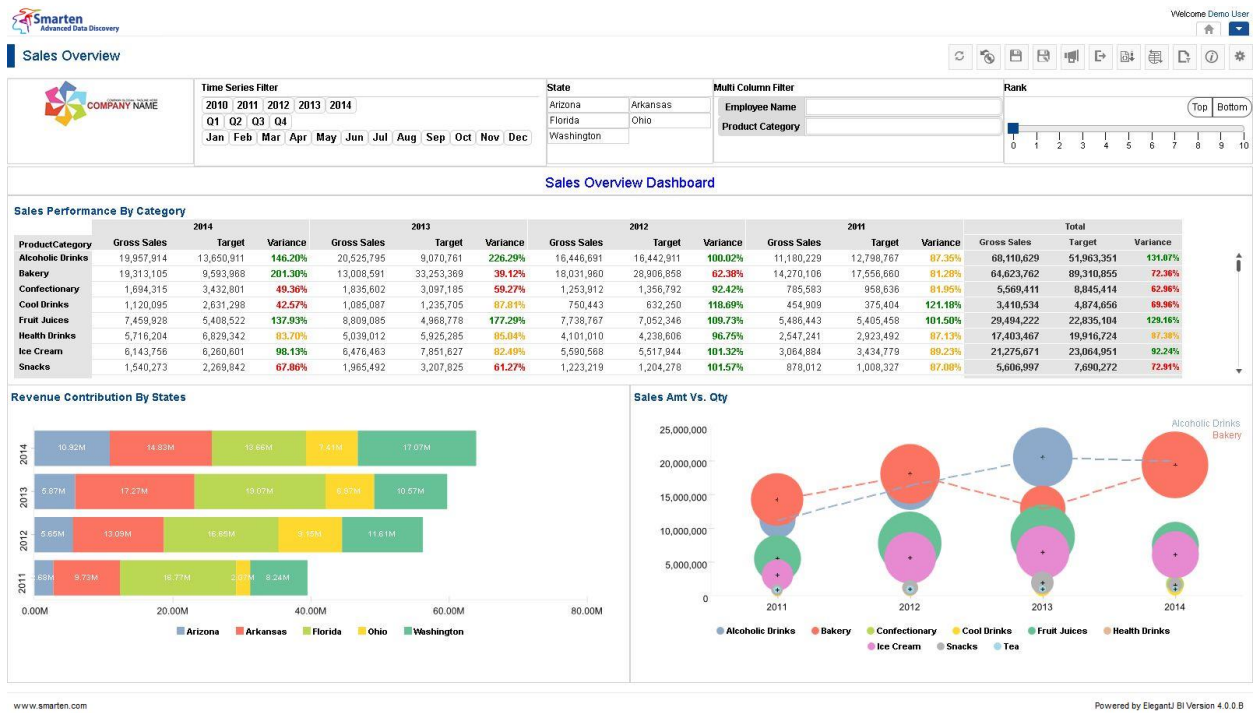 Smarten
Advanced Data Discovery
Welcome Demo User
Sales Overview
COMPANY NAME
Time Series Filter
2010 2011 2012 2013 2014
Q1 Q2 Q3 Q4
Jan Feb Mar Apr May Jun Jul Aug Sep Oct Nov Dec
State
Arizona Arkansas
Florida Ohio
Washington
Multi Column Filter
Employee Name
Product Category
Rank
Top Bottom
0 1 2 3 4 5 6 7 8 9 10
Sales Overview Dashboard
Sales Performance By Category
2014 2013 2012 2011 Total
ProductCategory Gross Sales Target Variance Gross Sales Target Variance Gross Sales Target Variance Gross Sales Target Variance Gross Sales Target Variance
Alcoholic Drinks 19,957,914 13,650,911 146.20% 20,525,795 9,070,761 226.29% 16,446,691 16,442,911 100.02% 11,180,229 12,798,767 87.35% 68,110,629 51,963,351 131.07%
Bakery 19,313,105 9,593,968 201.30% 13,008,591 33,253,369 39.12% 18,031,960 28,906,858 62.38% 14,270,106 17,556,660 81.28% 64,623,762 89,310,855 72.36%
Confectionary 1,694,315 3,432,801 49.36% 1,835,602 3,097,185 59.27% 1,253,912 1,356,792 92.42% 785,583 958,636 81.95% 5,569,411 8,845,414 62.96%
Cool Drinks 1,120,095 2,631,298 42.57% 1,085,087 1,235,705 87.81% 750,443 632,250 118.69% 454,909 375,404 121.18% 3,410,534 4,874,656 69.96%
Fruit Juices 7,459,928 5,408,522 137.93% 8,809,085 4,968,778 177.29% 7,738,767 7,052,346 109.73% 5,486,443 5,405,458 101.50% 29,494,222 22,835,104 129.16%
Health Drinks 5,716,204 6,829,342 83.70% 5,039,012 5,925,285 85.04% 4,101,010 4,238,606 96.75% 2,547,241 2,923,492 87.13% 17,403,467 19,916,724 87.38%
Ice Cream 6,143,756 6,260,601 98.13% 6,476,463 7,851,627 82.49% 5,590,568 5,517,944 101.32% 3,064,884 3,434,779 89.23% 21,275,671 23,064,951 92.24%
Snacks 1,540,273 2,269,842 67.86% 1,965,492 3,207,825 61.27% 1,223,219 1,204,278 101.57% 878,012 1,008,327 87.08% 5,606,997 7,690,272 72.91%
Revenue Contribution By States
2014 10.92M 14.83M 13.66M 7.41M 17.07M
2013 5.87M 17.27M 19.07M 10.57M
2012 5.65M 13.09M 16.85M 9.15M 11.61M
2011 9.73M 16.77M 8.24M
0.00M 20.00M 40.00M 60.00M 80.00M
Arizona Arkansas Florida Ohio Washington
Sales Amt Vs. Qty
Alcoholic Drinks
Bakery
25,000,000
20,000,000
15,000,000
10,000,000
5,000,000
0
2011 2012 2013 2014
Alcoholic Drinks Bakery Confectionary Cool Drinks Fruit Juices Health Drinks
Ice Cream Snacks Tea
www.smarten.com
Powered by ElegantJ BI Version 4.0.0.B